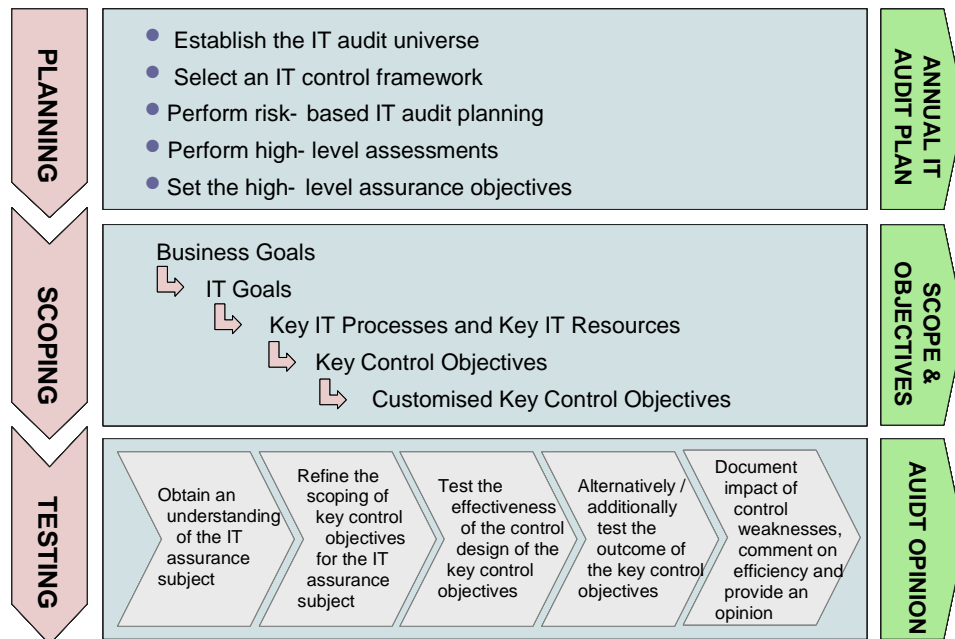 PLANNING
Establish the IT audit universe
Select an IT control framework
Perform risk- based IT audit planning
Perform high- level assessments
Set the high- level assurance objectives
ANNUAL IT
AUDIT PLAN
SCOPING
Business Goals
IT Goals
Key IT Processes and Key IT Resources
Key Control Objectives
Customised Key Control Objectives
SCOPE &
OBJECTIVES
TESTING
Obtain an
understanding
of the IT
assurance
subject
Refine the
scoping of
key control
objectives
for the IT
assurance
subject
Test the
effectiveness
of the control
design of the
key control
objectives
Alternatively /
additionally
test the
outcome of
the key control
objectives
Document
impact of
control
weaknesses,
comment on
efficiency and
provide an
opinion
AUIDT OPINION